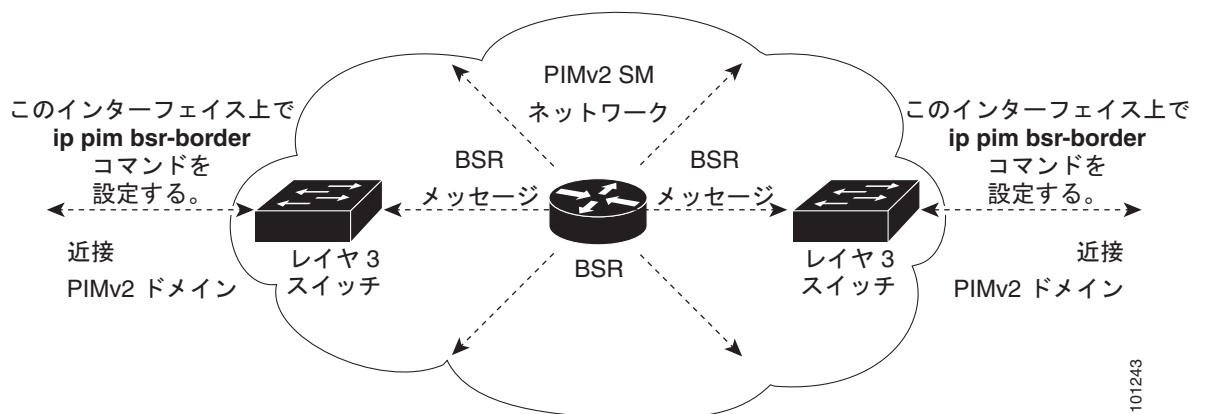 PIMv2 SM
ネットワーク
このインターフェイス上で
ip pim bsr-border
コマンドを
設定する。
このインターフェイス上で
ip pim bsr-border
コマンドを
設定する。
BSR
メッセージ
BSR
メッセージ
近接
PIMv2 ドメイン
レイヤ 3
スイッチ
BSR
レイヤ 3
スイッチ
近接
PIMv2 ドメイン
101243